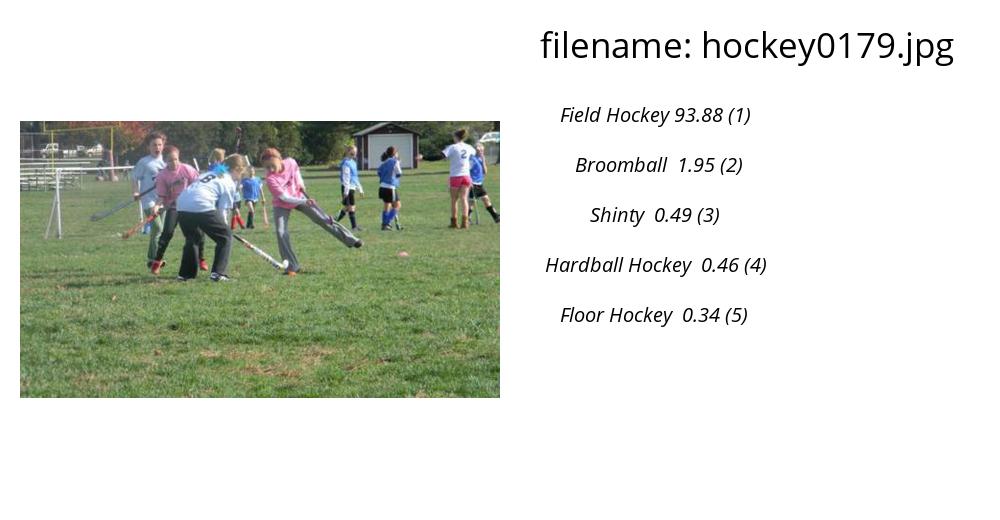 filename: hockey0179.jpg
Field Hockey 93.88 (1)
Broomball 1.95 (2)
Shinty 0.49 (3)
Hardball Hockey 0.46 (4)
Floor Hockey 0.34 (5)
2